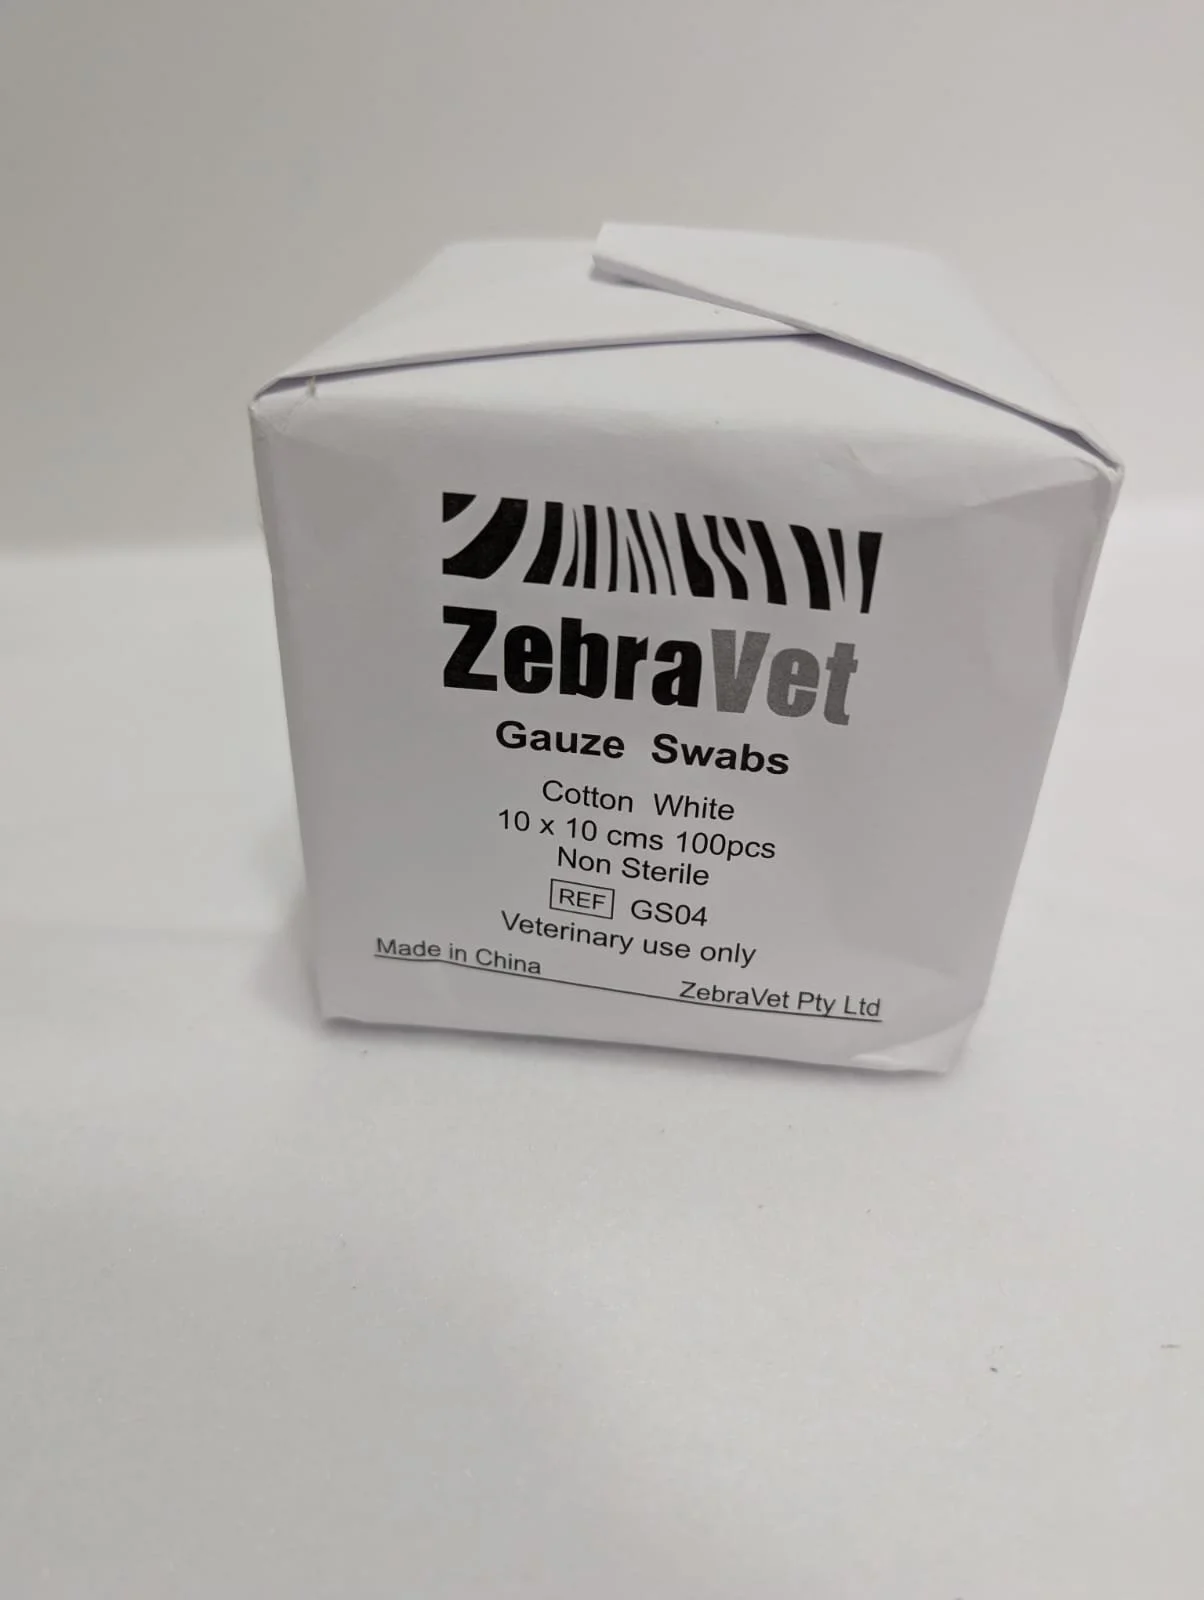 ZebraVet
Gauze Swabs
Cotton White
10 x 10 cms 100pcs
Non Sterile
REF GS04
Veterinary use only
Made in China
ZebraVet Pty Ltd